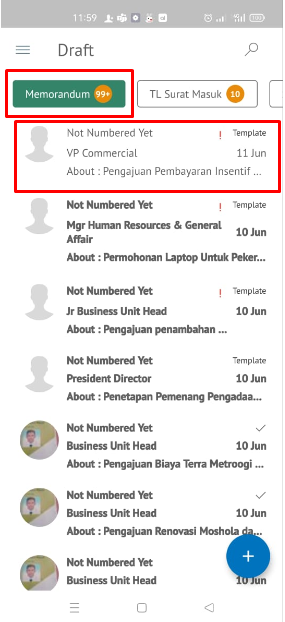 11:59
Draft
Memorandum 99+
TL Surat Masuk 10
Not Numbered Yet ! Template
VP Commercial 11 Jun
About : Pengajuan Pembayaran Insentif ...
Not Numbered Yet ! Template
Mgr Human Resources & General
Affair 10 Jun
About : Permohonan Laptop Untuk Peker...
Not Numbered Yet ! Template
Jr Business Unit Head 10 Jun
About : Pengajuan penambahan ...
Not Numbered Yet Template
President Director 10 Jun
About : Penetapan Pemenang Pengadaa...
Not Numbered Yet
Business Unit Head 10 Jun
About : Pengajuan Biaya Terra Metroogi ...
Not Numbered Yet
Business Unit Head 10 Jun
About : Pengajuan Renovasi Moshola da...
Not Numbered Yet
Business Unit Head 10 Jun